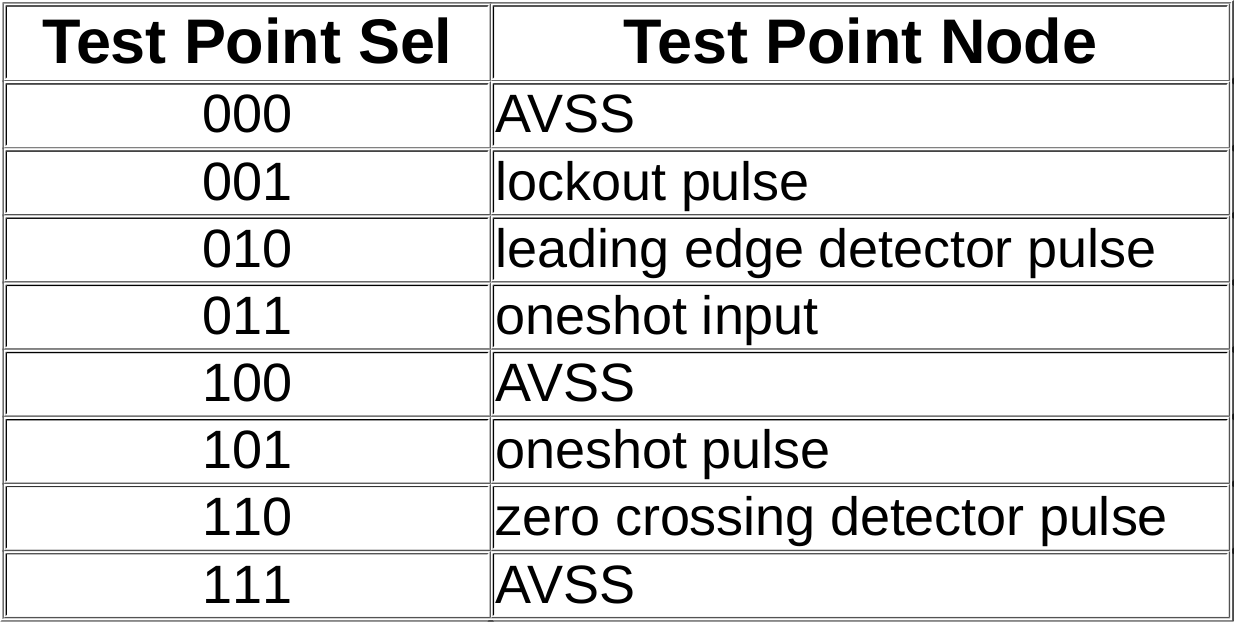 Test Point Sel Test Point Node
000 AVSS
001 lockout pulse
010 leading edge detector pulse
011 oneshot input
100 AVSS
101 oneshot pulse
110 zero crossing detector pulse
111 AVSS